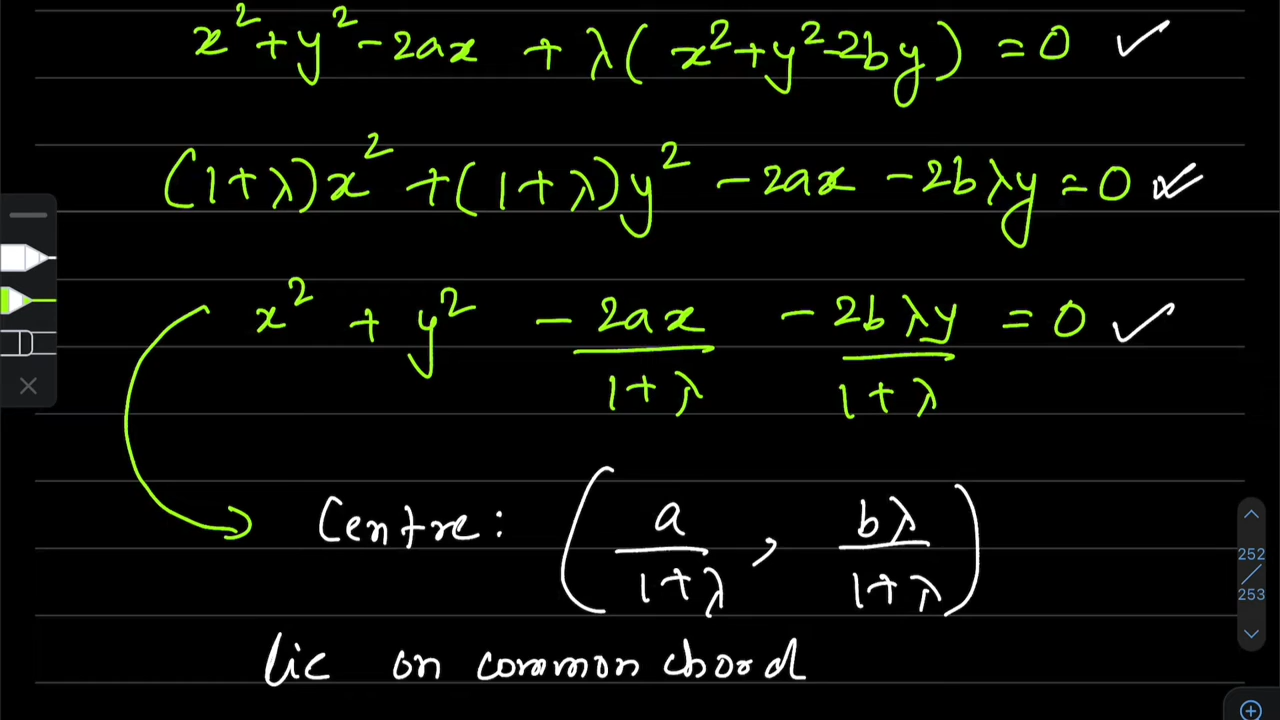 x² + y² - 2ax + λ( x² + y² - 2by) = 0 ✓
(1+λ)x² + (1+λ)y² - 2ax - 2bλy = 0 ✓
x² + y² - 2ax/(1+λ) - 2bλy/(1+λ) = 0 ✓
Centre: ( a/(1+λ) , bλ/(1+λ) )
lie on common chord
252
/
253